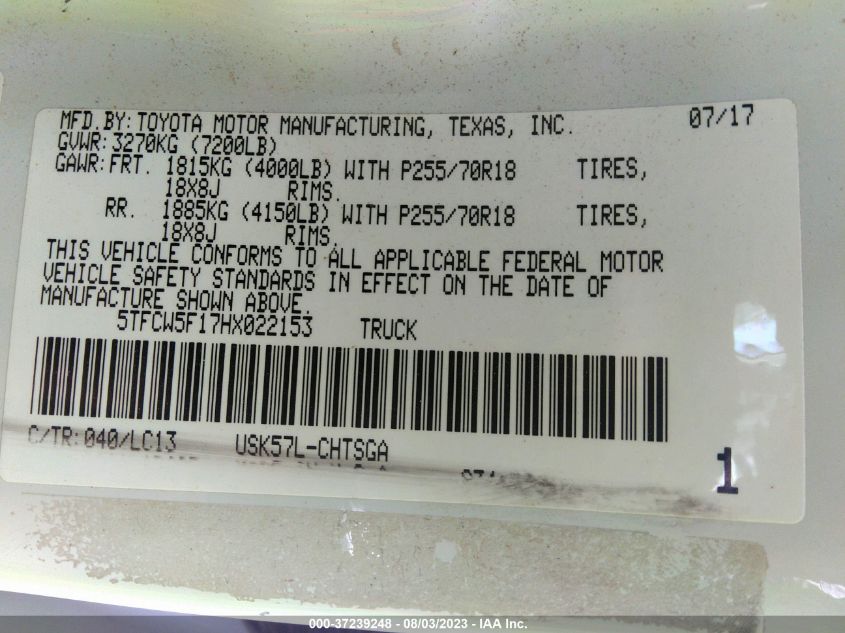 MFD. BY: TOYOTA MOTOR MANUFACTURING, TEXAS, INC. 07/17
GVWR: 3270KG (7200LB)
GAWR: FRT. 1815KG (4000LB) WITH P255/70R18 TIRES,
18X8J RIMS.
RR. 1885KG (4150LB) WITH P255/70R18 TIRES,
18X8J RIMS.
THIS VEHICLE CONFORMS TO ALL APPLICABLE FEDERAL MOTOR
VEHICLE SAFETY STANDARDS IN EFFECT ON THE DATE OF
MANUFACTURE SHOWN ABOVE.
5TFCW5F17HX022153 TRUCK
C/TR: 040/LC13 USK57L-CHTSGA
1
000-37239248 - 08/03/2023 - IAA Inc.